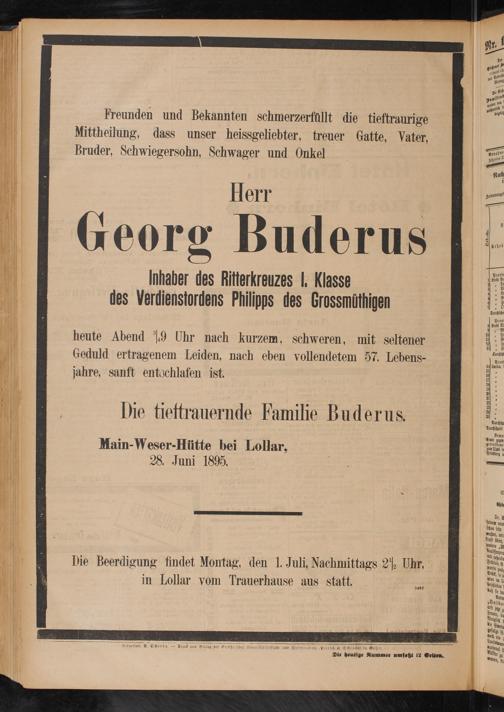 Freunden und Bekannten schmerzerfüllt die tieftraurige
Mittheilung, dass unser heissgeliebter, treuer Gatte, Vater,
Bruder, Schwiegersohn, Schwager und Onkel
Herr
Georg Buderus
Inhaber des Ritterkreuzes I. Klasse
des Verdienstordens Philipps des Grossmüthigen
heute Abend ¾9 Uhr nach kurzem, schweren, mit seltener
Geduld ertragenem Leiden, nach eben vollendetem 57. Lebens-
jahre, sanft entschlafen ist.
Die tieftrauernde Familie Buderus.
Main-Weser-Hütte bei Lollar,
28. Juni 1895.
Die Beerdigung findet Montag, den 1. Juli, Nachmittags 2½ Uhr,
in Lollar vom Trauerhause aus statt.
Die heutige Nummer umfaßt 12 Seiten.
Nr.